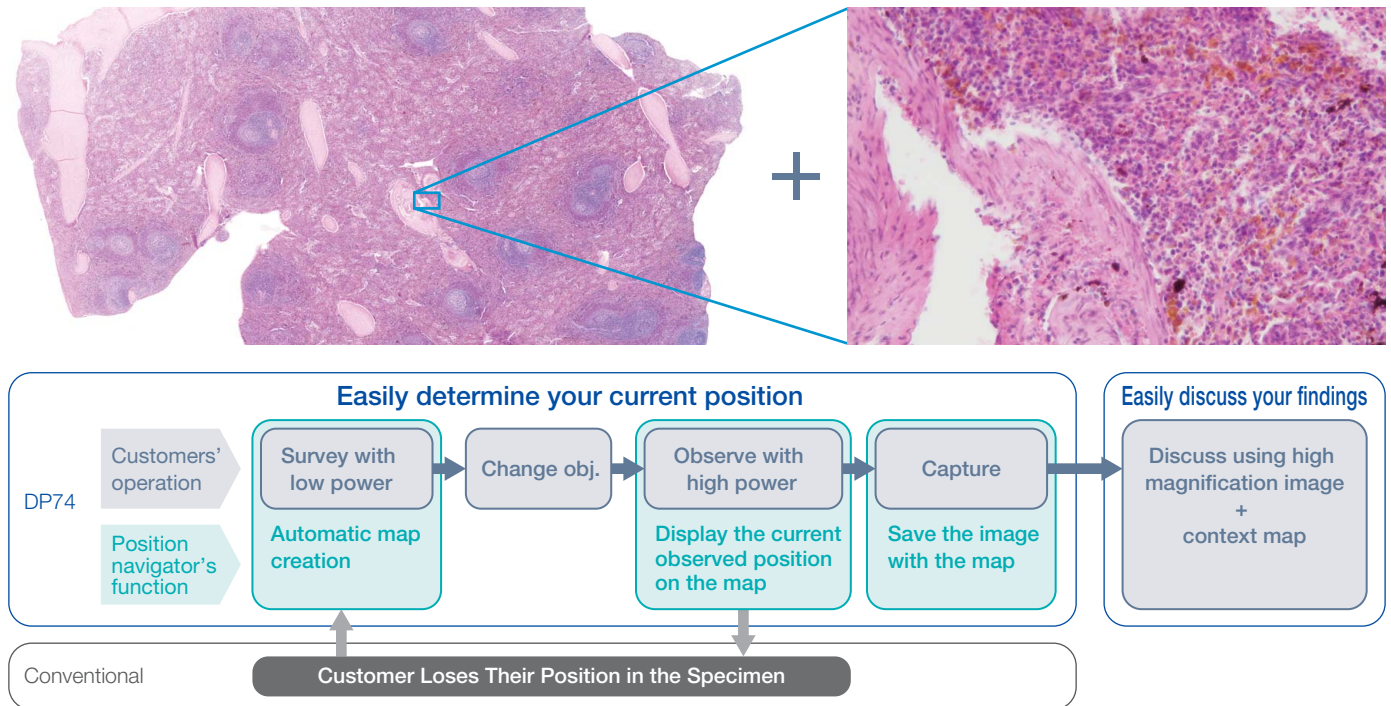 Easily determine your current position
Easily discuss your findings
DP74
Customers'
operation
Survey with
low power
Change obj.
Observe with
high power
Capture
Discuss using high
magnification image
+
context map
Position
navigator's
function
Automatic map
creation
Display the current
observed position
on the map
Save the image
with the map
Conventional
Customer Loses Their Position in the Specimen